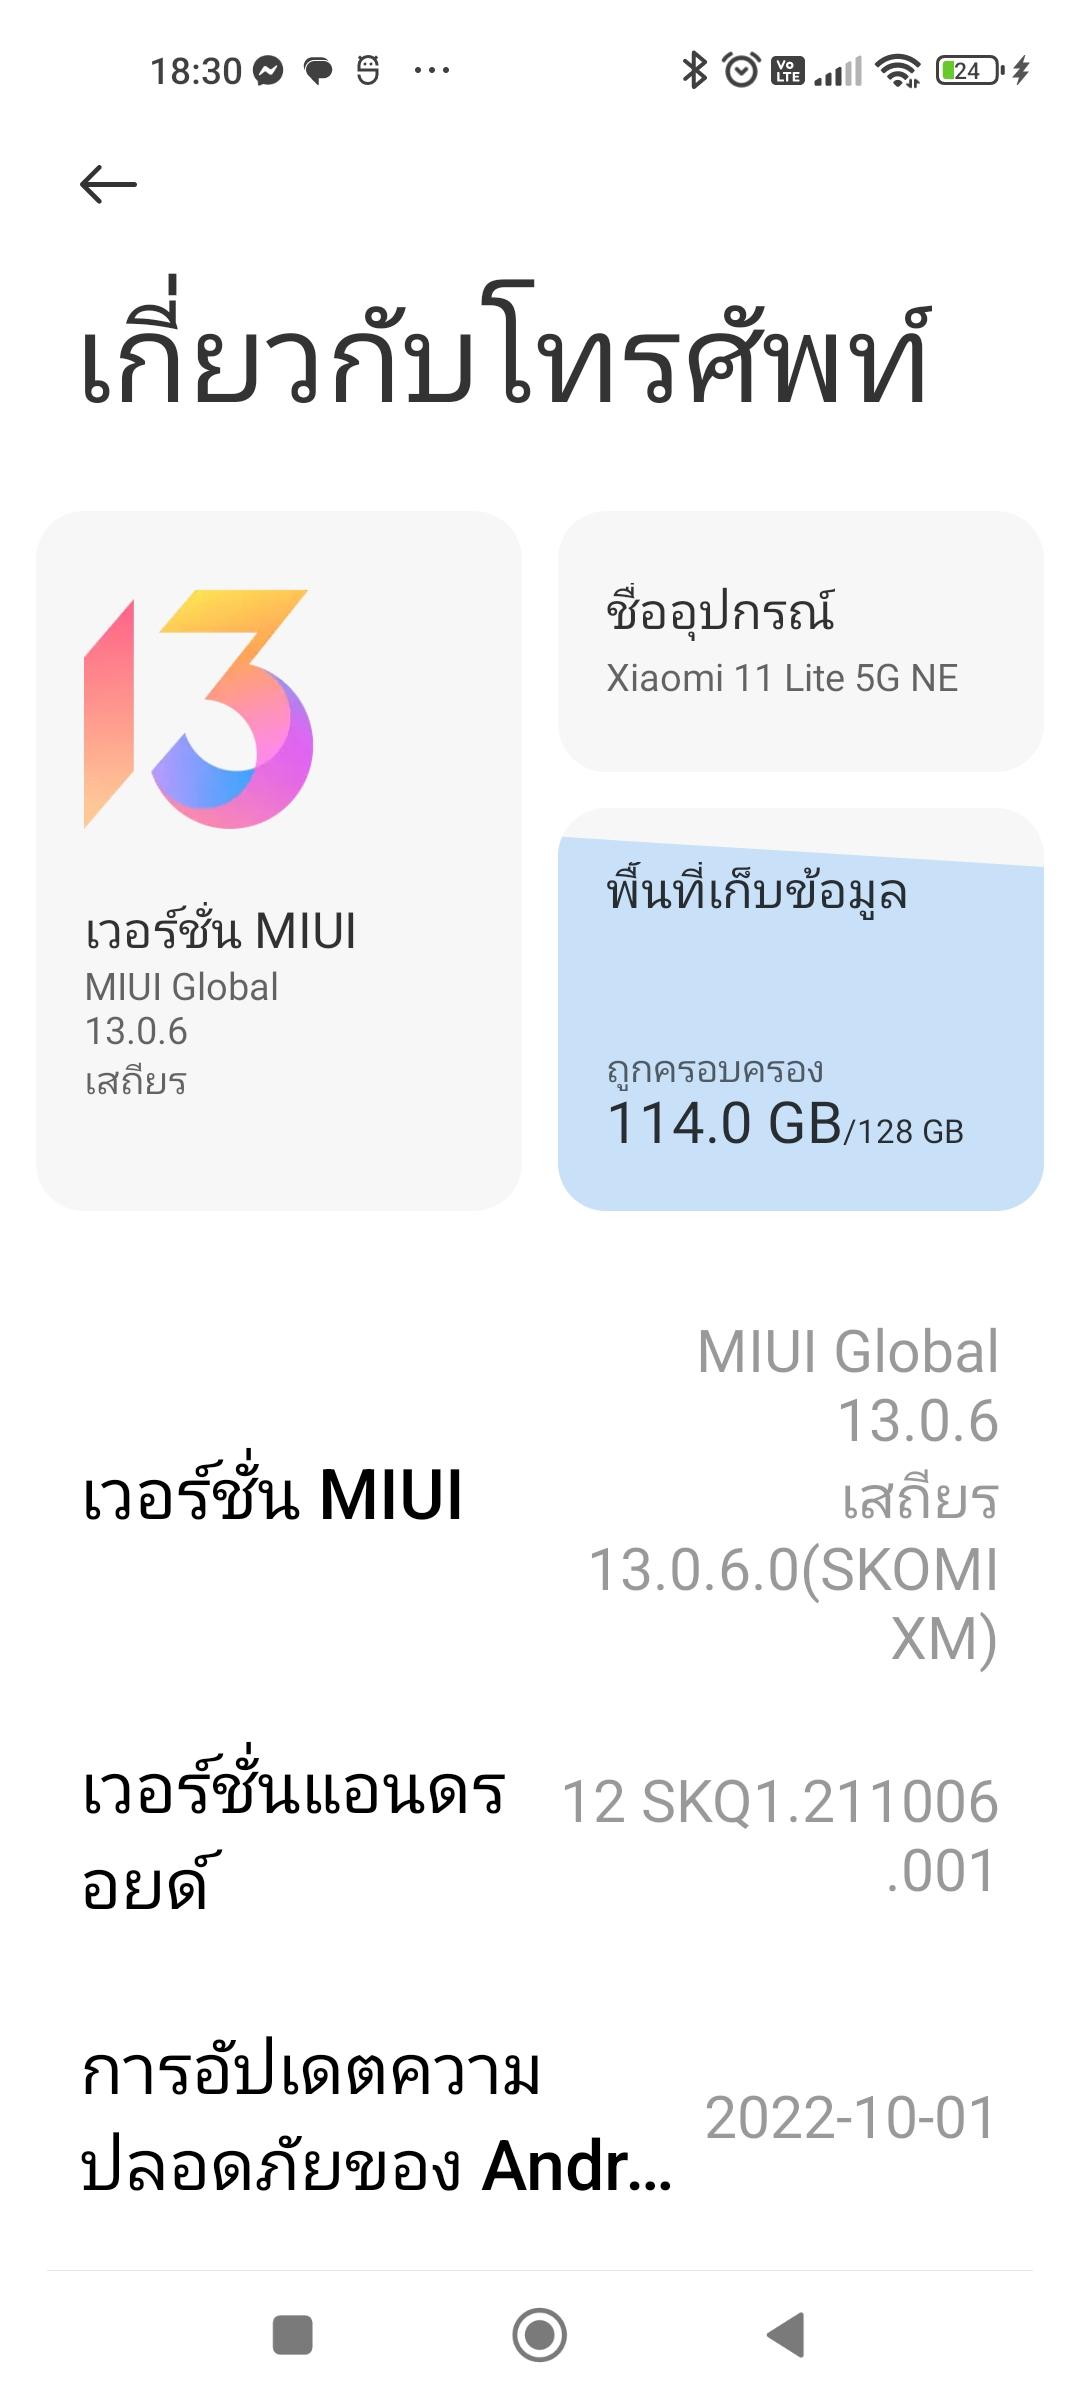 18:30
Vo LTE
24
เกี่ยวกับโทรศัพท์
13
เวอร์ชั่น MIUI
MIUI Global
13.0.6
เสถียร
ชื่ออุปกรณ์
Xiaomi 11 Lite 5G NE
พื้นที่เก็บข้อมูล
ถูกครอบครอง
114.0 GB/128 GB
เวอร์ชั่น MIUI
MIUI Global
13.0.6
เสถียร
13.0.6.0(SKOMI
XM)
เวอร์ชั่นแอนดร
อยด์
12 SKQ1.211006
.001
การอัปเดตความ
ปลอดภัยของ Andr...
2022-10-01